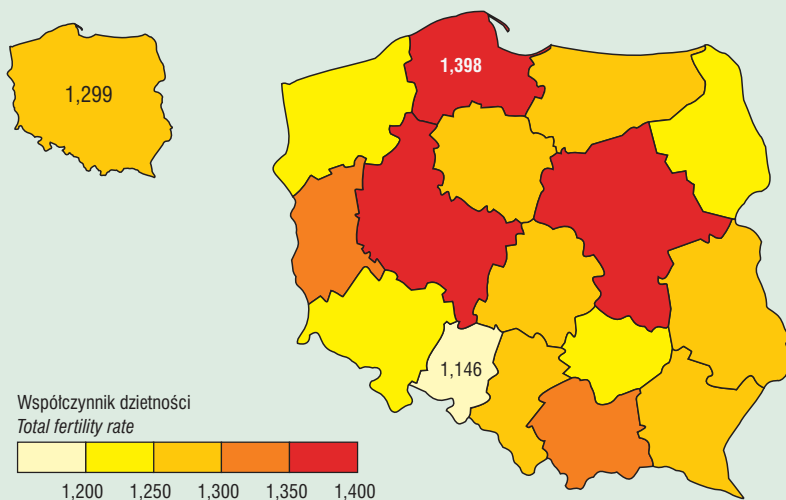 1,299
1,398
1,146
Współczynnik dzietności
Total fertility rate
1,200 1,250 1,300 1,350 1,400